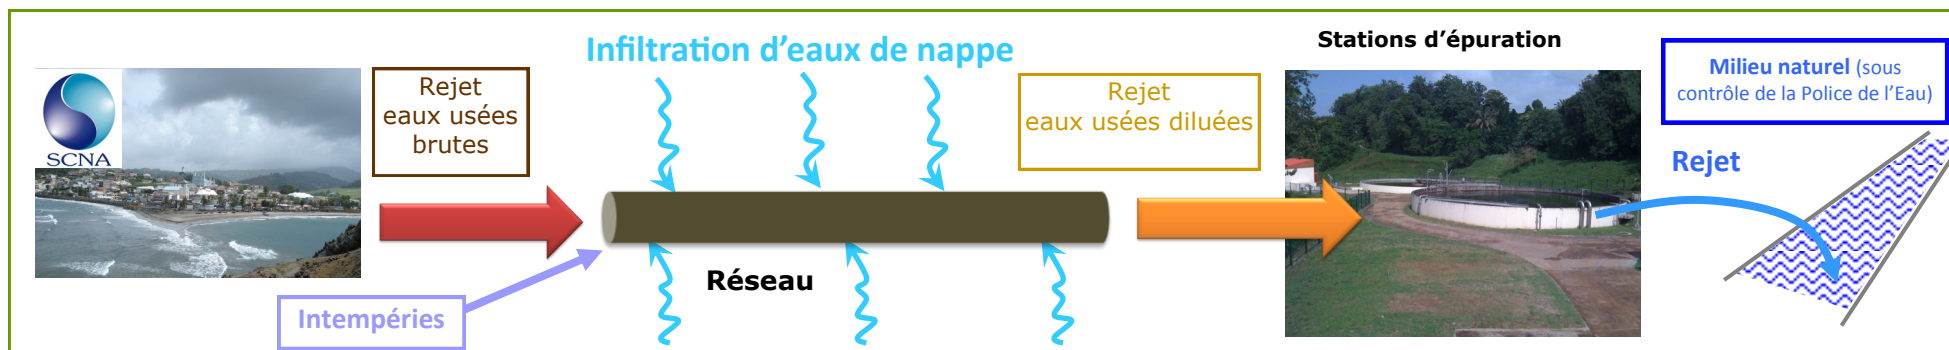 SCNA
Rejet
eaux usées
brutes
Intempéries
Infiltration d’eaux de nappe
Réseau
Rejet
eaux usées diluées
Stations d’épuration
Milieu naturel (sous
contrôle de la Police de l’Eau)
Rejet